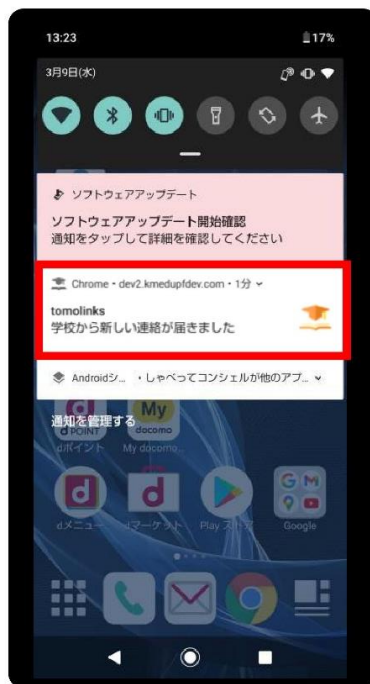 13:23
17%
3月9日(水)
ソフトウェアアップデート
ソフトウェアアップデート開始確認
通知をタップして詳細を確認してください
Chrome・dev2.kmedupfdev.com・1分
tomolinks
学校から新しい連絡が届きました
Androidシ... ・しゃべってコンシェルが他のアプ...
通知を管理する
d POINT
My
docomo
dポイント
My docomo...
dメニュー
dマーケット
Play ストア
Google